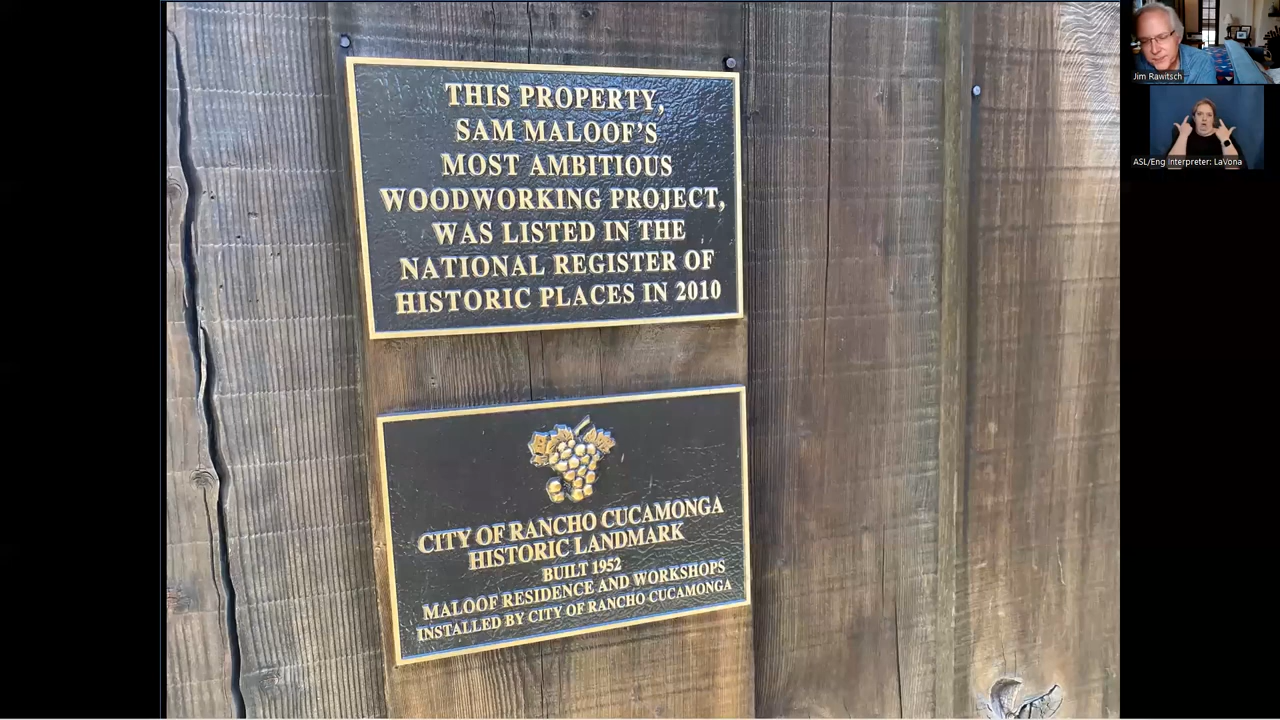 THIS PROPERTY,
SAM MALOOF'S
MOST AMBITIOUS
WOODWORKING PROJECT,
WAS LISTED IN THE
NATIONAL REGISTER OF
HISTORIC PLACES IN 2010
CITY OF RANCHO CUCAMONGA
HISTORIC LANDMARK
BUILT 1952
MALOOF RESIDENCE AND WORKSHOPS
INSTALLED BY CITY OF RANCHO CUCAMONGA
Jim Rawitsch
ASL/Eng Interpreter: LaVona